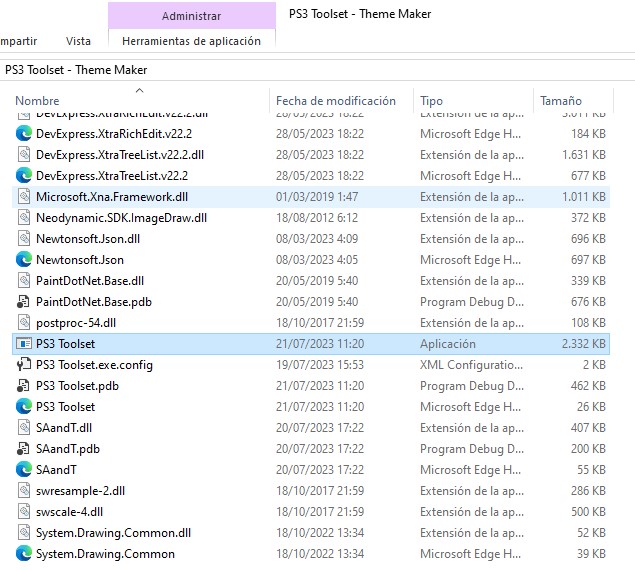 Administrar PS3 Toolset - Theme Maker
mpartir Vista Herramientas de aplicación
PS3 Toolset - Theme Maker
Nombre Fecha de modificación Tipo Tamaño
DevExpress.XtraRichEdit.v22.2.dll 28/05/2023 18:22 Extensión de la ap... 3.011 KB
DevExpress.XtraRichEdit.v22.2 28/05/2023 18:22 Microsoft Edge H... 184 KB
DevExpress.XtraTreeList.v22.2.dll 28/05/2023 18:22 Extensión de la ap... 1.631 KB
DevExpress.XtraTreeList.v22.2 28/05/2023 18:22 Microsoft Edge H... 677 KB
Microsoft.Xna.Framework.dll 01/03/2019 1:47 Extensión de la ap... 1.011 KB
Neodynamic.SDK.ImageDraw.dll 18/08/2012 6:12 Extensión de la ap... 372 KB
Newtonsoft.Json.dll 08/03/2023 4:09 Extensión de la ap... 696 KB
Newtonsoft.Json 08/03/2023 4:09 Microsoft Edge H... 697 KB
PaintDotNet.Base.dll 20/05/2019 5:40 Extensión de la ap... 339 KB
PaintDotNet.Base.pdb 20/05/2019 5:40 Program Debug D... 676 KB
postproc-54.dll 18/10/2017 21:59 Extensión de la ap... 108 KB
PS3 Toolset 21/07/2023 11:20 Aplicación 2.332 KB
PS3 Toolset.exe.config 19/07/2023 15:53 XML Configuratio... 2 KB
PS3 Toolset.pdb 21/07/2023 11:20 Program Debug D... 462 KB
PS3 Toolset 21/07/2023 11:20 Microsoft Edge H... 26 KB
SAandT.dll 20/07/2023 17:22 Extensión de la ap... 407 KB
SAandT.pdb 20/07/2023 17:22 Program Debug D... 200 KB
SAandT 20/07/2023 17:22 Microsoft Edge H... 55 KB
swresample-2.dll 18/10/2017 21:59 Extensión de la ap... 286 KB
swscale-4.dll 18/10/2017 21:59 Extensión de la ap... 500 KB
System.Drawing.Common.dll 18/10/2022 13:34 Extensión de la ap... 52 KB
System.Drawing.Common 18/10/2022 13:34 Microsoft Edge H... 39 KB